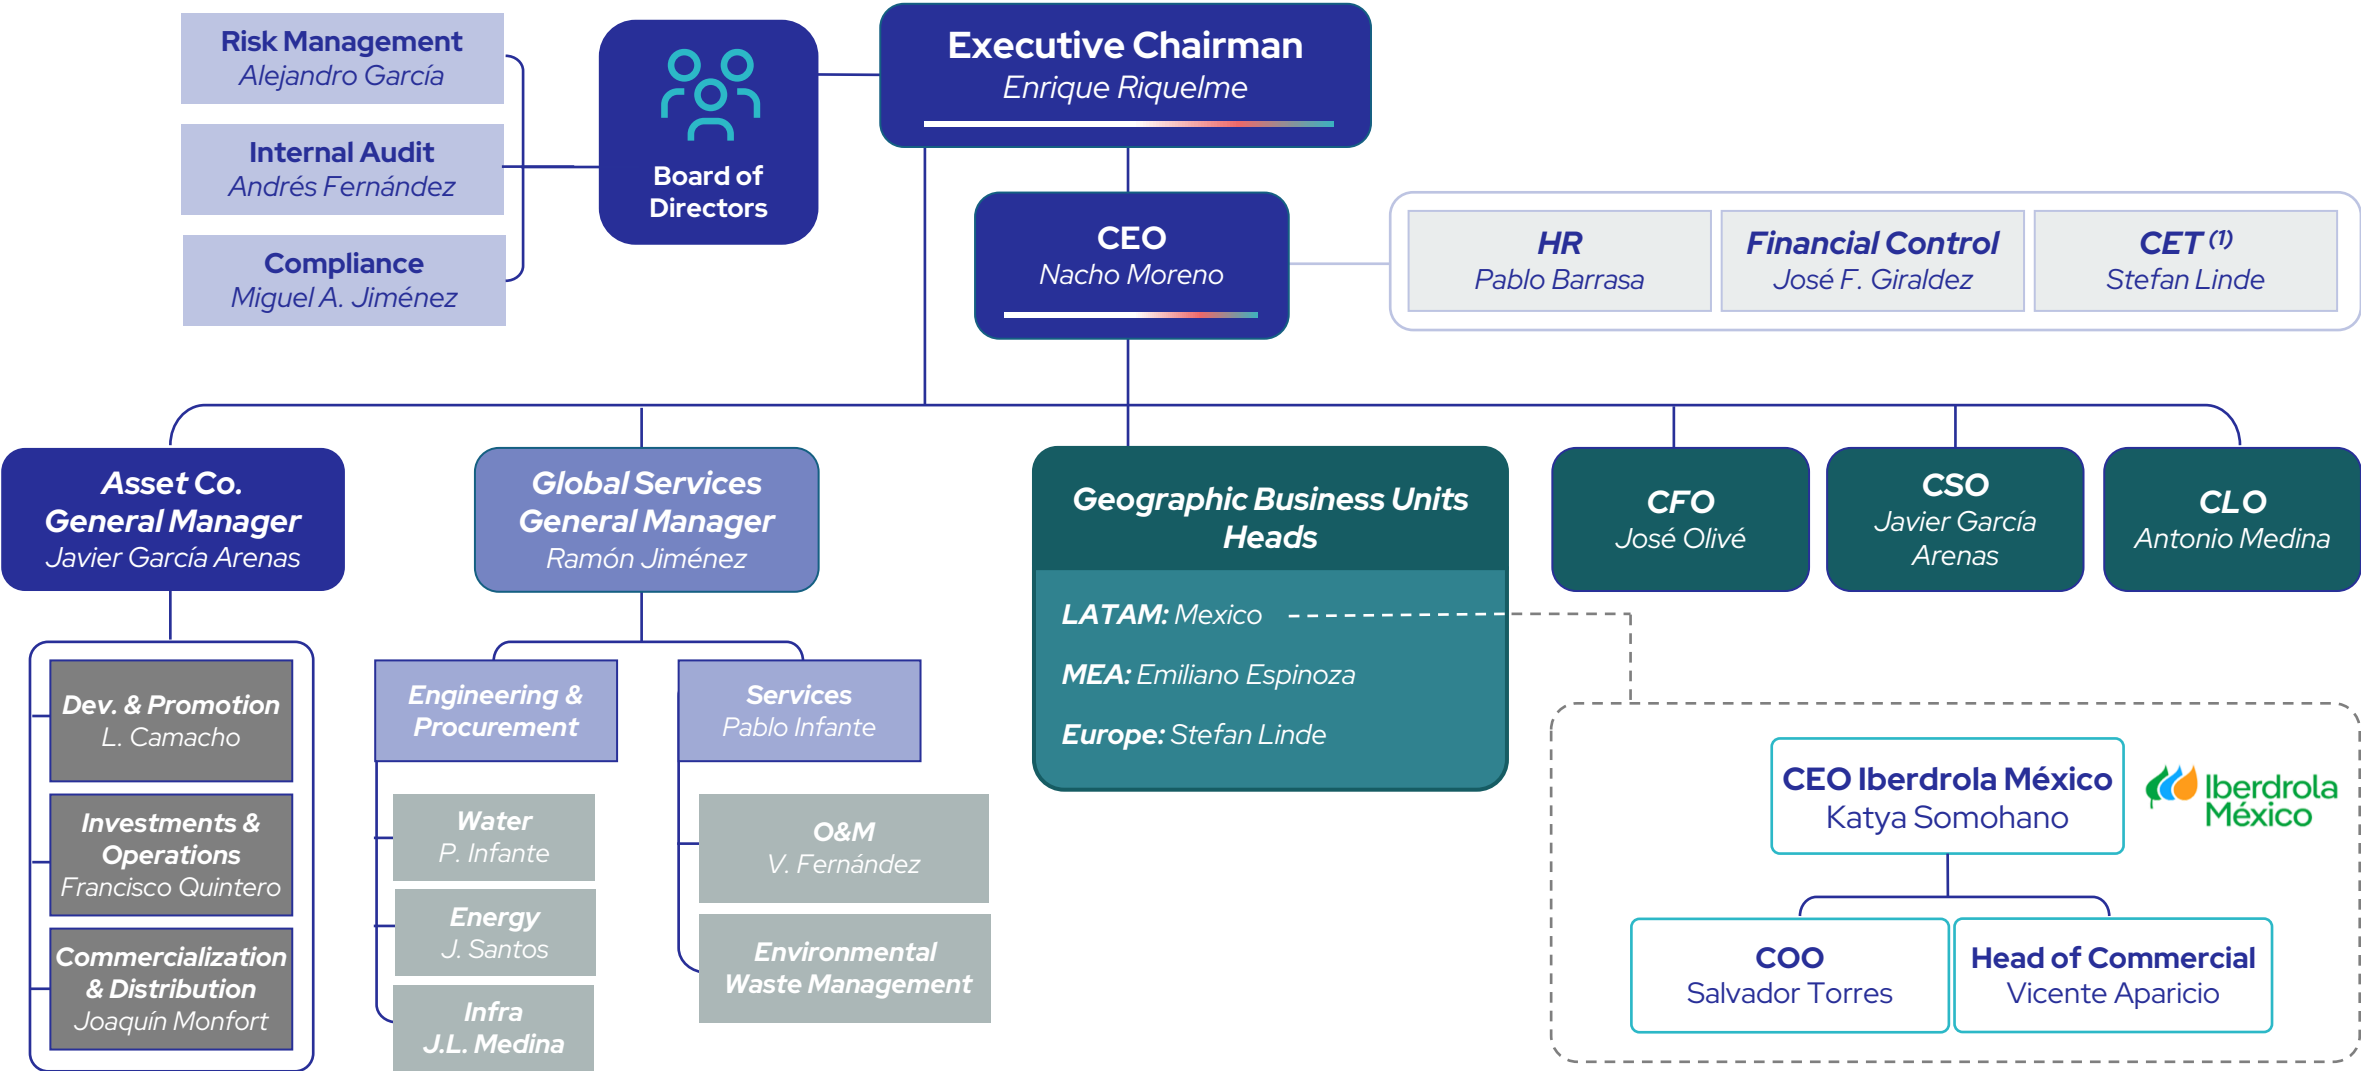 Risk Management
Alejandro García
Internal Audit
Andrés Fernández
Compliance
Miguel A. Jiménez
Board of
Directors
Executive Chairman
Enrique Riquelme
CEO
Nacho Moreno
HR
Pablo Barrasa
Financial Control
José F. Giraldez
CET (1)
Stefan Linde
Asset Co.
General Manager
Javier García Arenas
Global Services
General Manager
Ramón Jiménez
Geographic Business Units
Heads
LATAM: Mexico
MEA: Emiliano Espinoza
Europe: Stefan Linde
CFO
José Olivé
CSO
Javier García
Arenas
CLO
Antonio Medina
Dev. & Promotion
L. Camacho
Investments &
Operations
Francisco Quintero
Commercialization
& Distribution
Joaquín Monfort
Engineering &
Procurement
Water
P. Infante
Energy
J. Santos
Infra
J.L. Medina
Services
Pablo Infante
O&M
V. Fernández
Environmental
Waste Management
CEO Iberdrola México
Katya Somohano
Iberdrola
México
COO
Salvador Torres
Head of Commercial
Vicente Aparicio